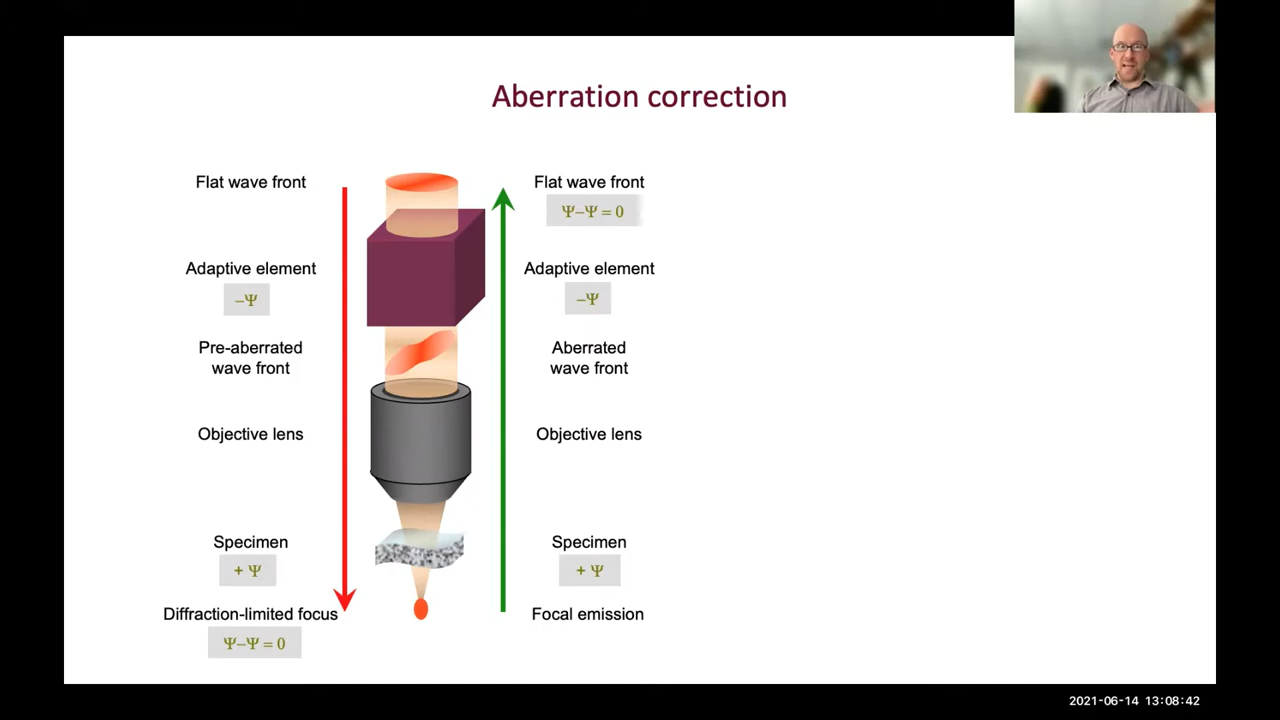 Aberration correction
Flat wave front
Adaptive element
−Ψ
Pre-aberrated
wave front
Objective lens
Specimen
+ Ψ
Diffraction-limited focus
Ψ−Ψ = 0
Flat wave front
Ψ−Ψ = 0
Adaptive element
−Ψ
Aberrated
wave front
Objective lens
Specimen
+ Ψ
Focal emission
2021-06-14 13:08:42